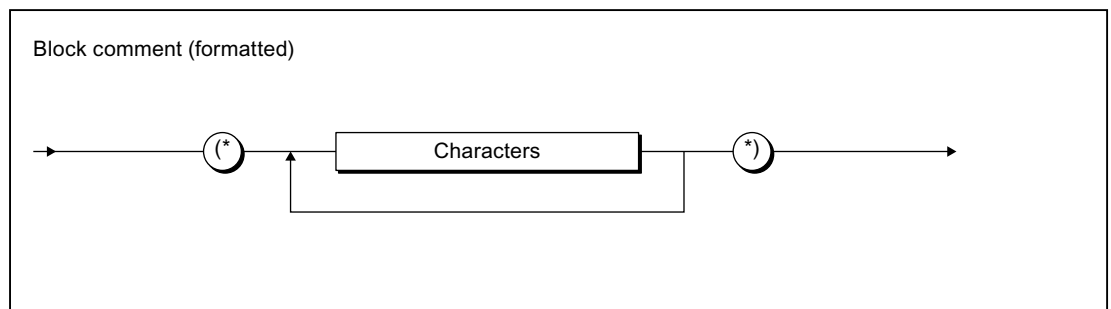 Block comment (formatted)
(* Characters *)